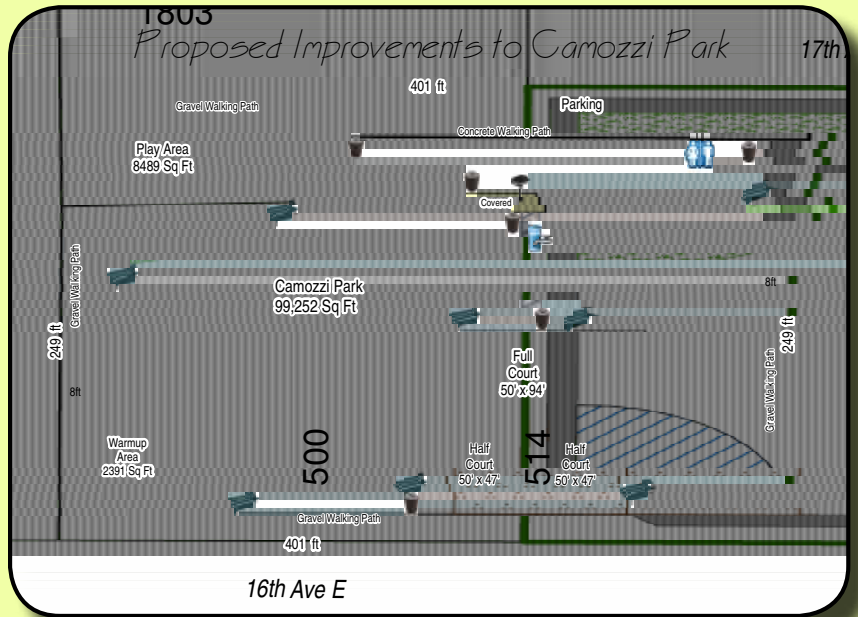 1803
Proposed Improvements to Camozzi Park
17th
401 ft
Gravel Walking Path
Parking
Concrete Walking Path
Play Area
8489 Sq Ft
Covered
Gravel Walking Path
Camozzi Park
99,252 Sq Ft
8ft
249 ft
249 ft
Full
Court
50' x 94'
Gravel Walking Path
8ft
Warmup
Area
2391 Sq Ft
500
Half
Court
50' x 47'
514
Half
Court
50' x 47'
Gravel Walking Path
401 ft
16th Ave E